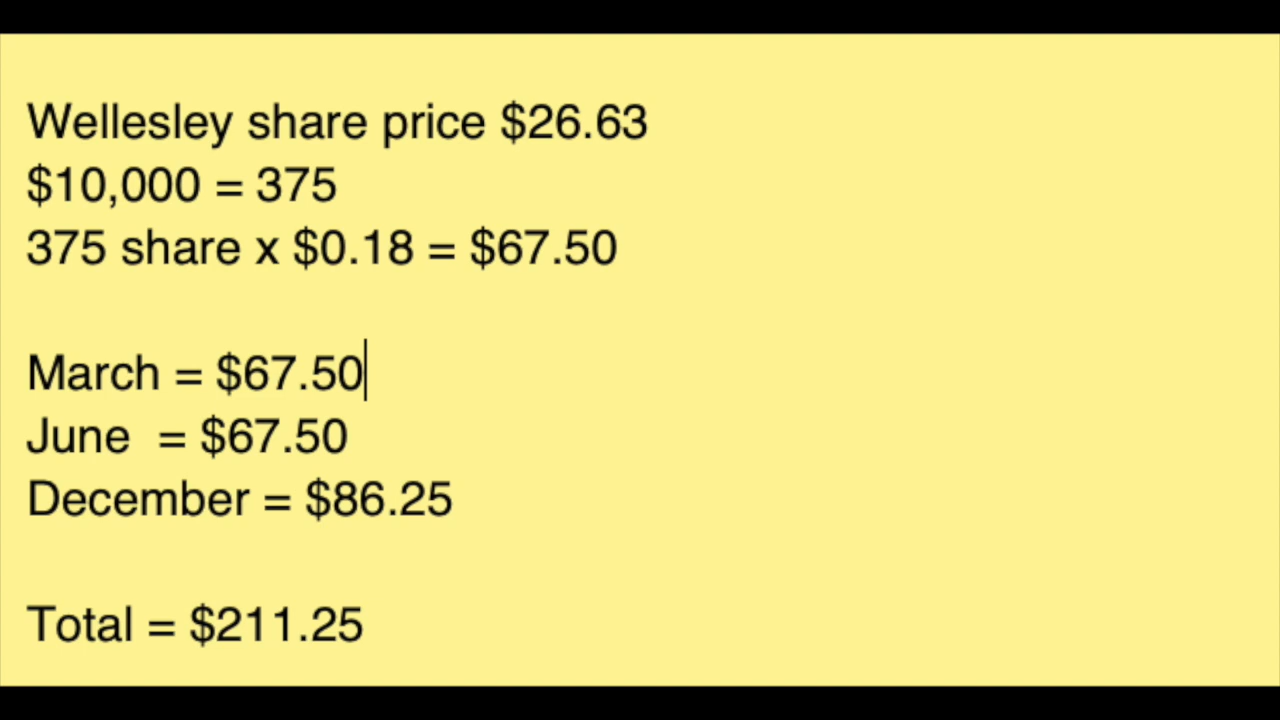 Wellesley share price $26.63
$10,000 = 375
375 share x $0.18 = $67.50
March = $67.50
June  = $67.50
December = $86.25
Total = $211.25